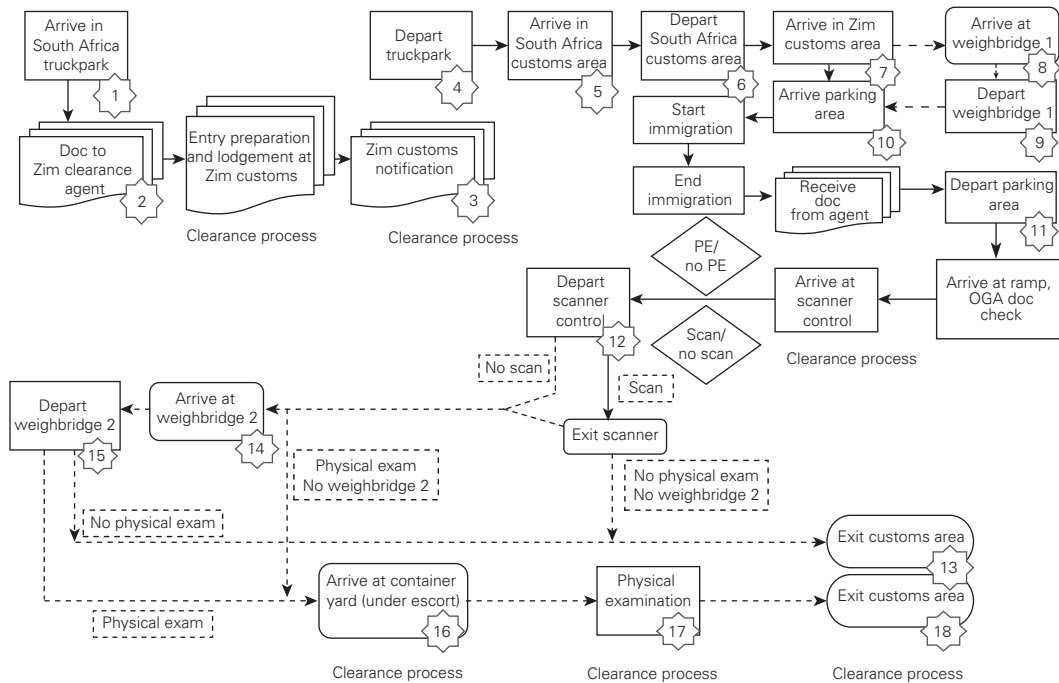 Arrive in
South Africa
truckpark
1
Doc to
Zim clearance
agent
2
Entry preparation
and lodgement at
Zim customs
Clearance process
Zim customs
notification
3
Clearance process
Depart
truckpark
4
Arrive in
South Africa
customs area
5
Depart
South Africa
customs area
6
Arrive in Zim
customs area
7
Arrive at
weighbridge 1
8
Depart
weighbridge 1
9
Arrive parking
area
10
Start
immigration
End
immigration
Receive
doc
from agent
Depart parking
area
11
Arrive at ramp,
OGA doc
check
Arrive at
scanner
control
Clearance process
PE/
no PE
Scan/
no scan
Depart
scanner
control
12
No scan
Scan
Exit scanner
Arrive at
weighbridge 2
14
Depart
weighbridge 2
15
Physical exam
No weighbridge 2
No physical exam
No weighbridge 2
No physical exam
Exit customs area
13
Physical exam
Arrive at container
yard (under escort)
16
Clearance process
Physical
examination
17
Clearance process
Exit customs area
18
Clearance process